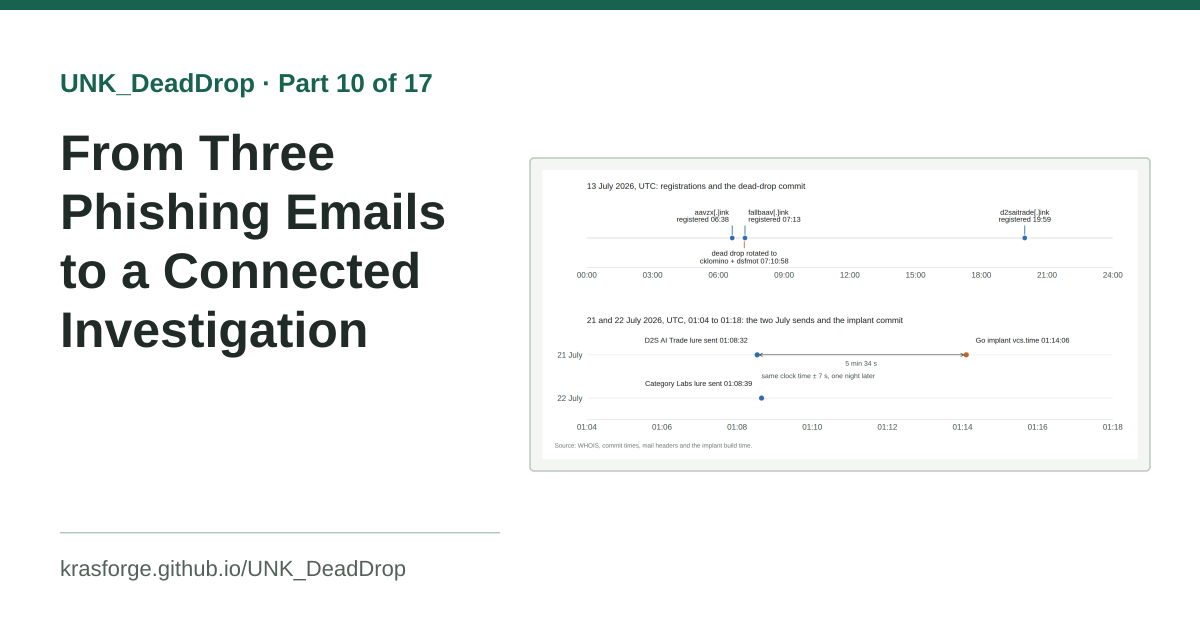 UNK_DeadDrop · Part 10 of 17
From Three
Phishing Emails
to a Connected
Investigation
13 July 2026, UTC: registrations and the dead-drop commit
aavzx[.]ink
registered 06:38
fallbaav[.]ink
registered 07:13
d2saitrade[.]ink
registered 19:59
dead drop rotated to
cklomino + dsfmot 07:10:58
00:00 03:00 06:00 09:00 12:00 15:00 18:00 21:00 24:00
21 and 22 July 2026, UTC, 01:04 to 01:18: the two July sends and the implant commit
D2S AI Trade lure sent 01:08:32
Go implant vcs.time 01:14:06
21 July
5 min 34 s
same clock time ± 7 s, one night later
Category Labs lure sent 01:08:39
22 July
01:04 01:06 01:08 01:10 01:12 01:14 01:16 01:18
Source: WHOIS, commit times, mail headers and the implant build time.
krasforge.github.io/UNK_DeadDrop